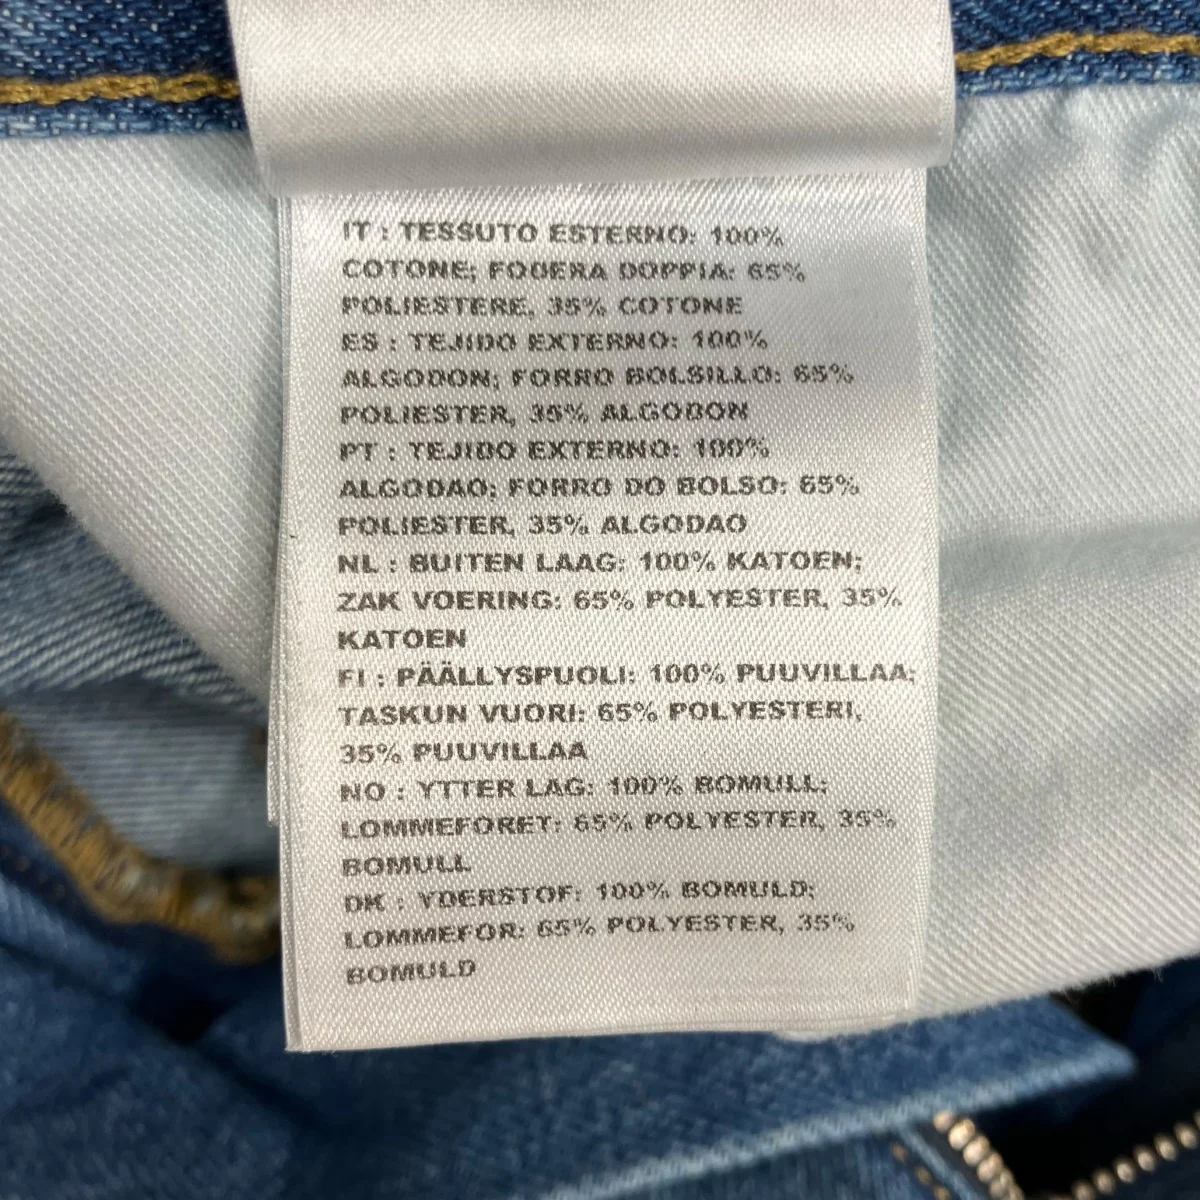 IT : TESSUTO ESTERNO: 100%
COTONE; FODERA DOPPIA: 65%
POLIESTERE, 35% COTONE
ES : TEJIDO EXTERNO: 100%
ALGODON; FORRO BOLSILLO: 65%
POLIESTER, 35% ALGODON
PT : TEJIDO EXTERNO: 100%
ALGODAO; FORRO DO BOLSO: 65%
POLIESTER, 35% ALGODAO
NL : BUITEN LAAG: 100% KATOEN;
ZAK VOERING: 65% POLYESTER, 35%
KATOEN
FI : PÄÄLLYSPUOLI: 100% PUUVILLAA;
TASKUN VUORI: 65% POLYESTERI,
35% PUUVILLAA
NO : YTTER LAG: 100% BOMULL;
LOMMEFORET: 65% POLYESTER, 35%
BOMULL
DK : YDERSTOF: 100% BOMULD;
LOMMEFOR: 65% POLYESTER, 35%
BOMULD